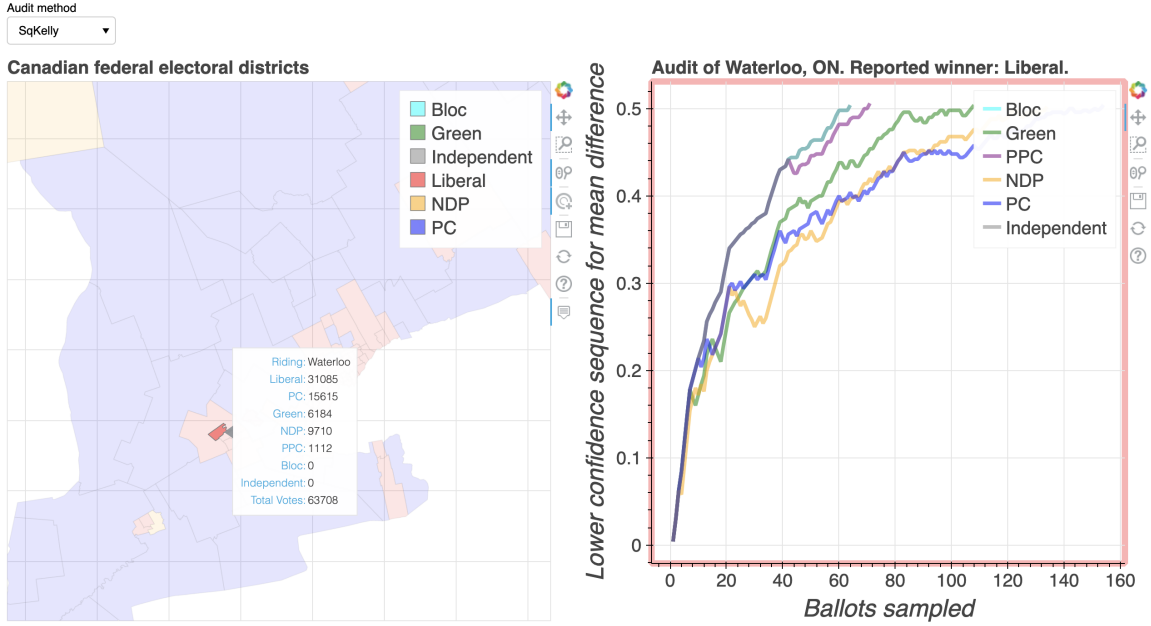 Audit method
SqKelly
Canadian federal electoral districts
Bloc
Green
Independent
Liberal
NDP
PC
Riding: Waterloo
Liberal: 31085
PC: 15615
Green: 6184
NDP: 9710
PPC: 1112
Bloc: 0
Independent: 0
Total Votes: 63708
Audit of Waterloo, ON. Reported winner: Liberal.
Lower confidence sequence for mean difference
0.5
0.4
0.3
0.2
0.1
0
Bloc
Green
PPC
NDP
PC
Independent
0 20 40 60 80 100 120 140 160
Ballots sampled